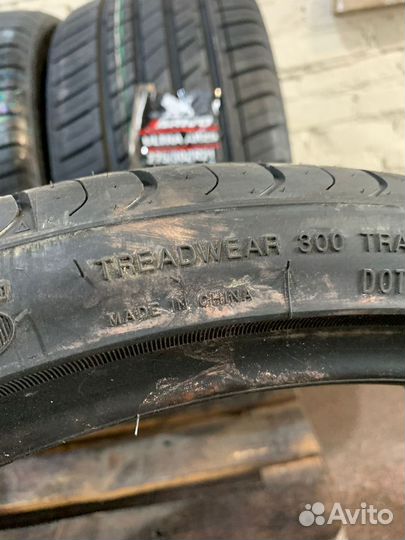 TREADWEAR 300 TRA
DOT
MADE IN CHINA
Avito